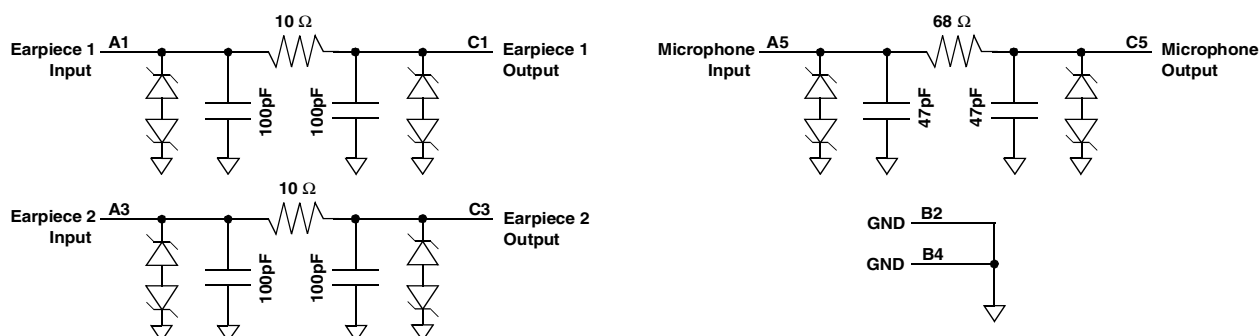 10 Ω
Earpiece 1
Input
A1
C1
Earpiece 1
Output
100pF
100pF
10 Ω
Earpiece 2
Input
A3
C3
Earpiece 2
Output
100pF
100pF
68 Ω
Microphone
Input
A5
C5
Microphone
Output
47pF
47pF
GND
B2
GND
B4